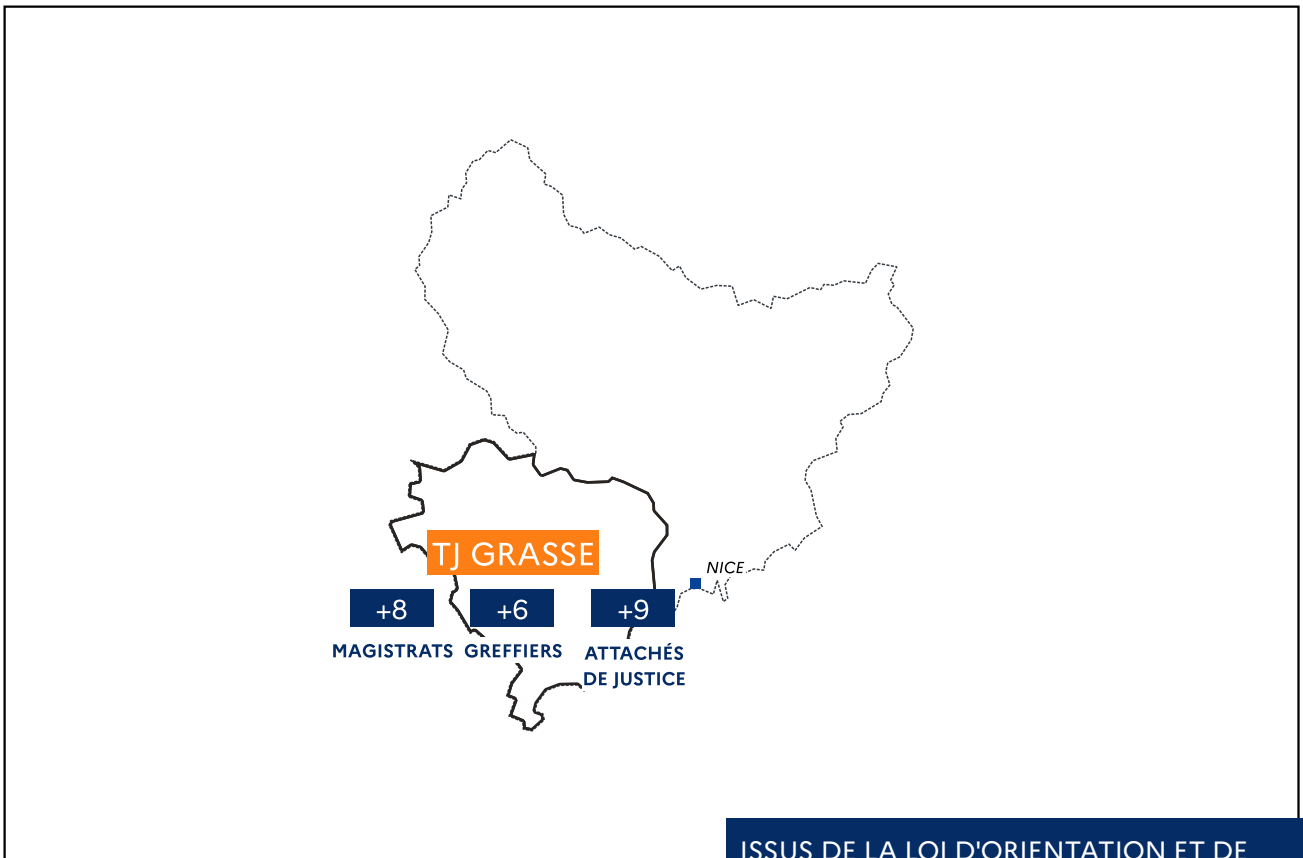 NICE
TJ GRASSE
+8
+6
+9
MAGISTRATS
GREFFIERS
ATTACHÉS
DE JUSTICE
ISSUS DE LA LOI D'ORIENTATION ET DE